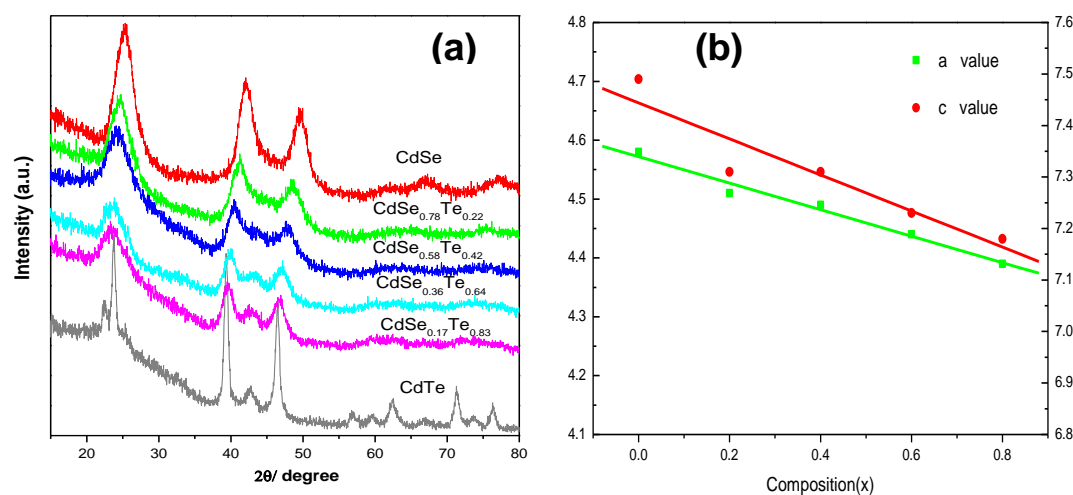 (a)
CdSe
CdSe0.78Te0.22
CdSe0.58Te0.42
CdSe0.36Te0.64
CdSe0.17Te0.83
CdTe
Intensity (a.u.)
20 30 40 50 60 70 80
2θ/ degree
(b)
a value
c value
4.8
4.7
4.6
4.5
4.4
4.3
4.2
4.1
7.6
7.5
7.4
7.3
7.2
7.1
7.0
6.9
6.8
0.0 0.2 0.4 0.6 0.8
Composition(x)